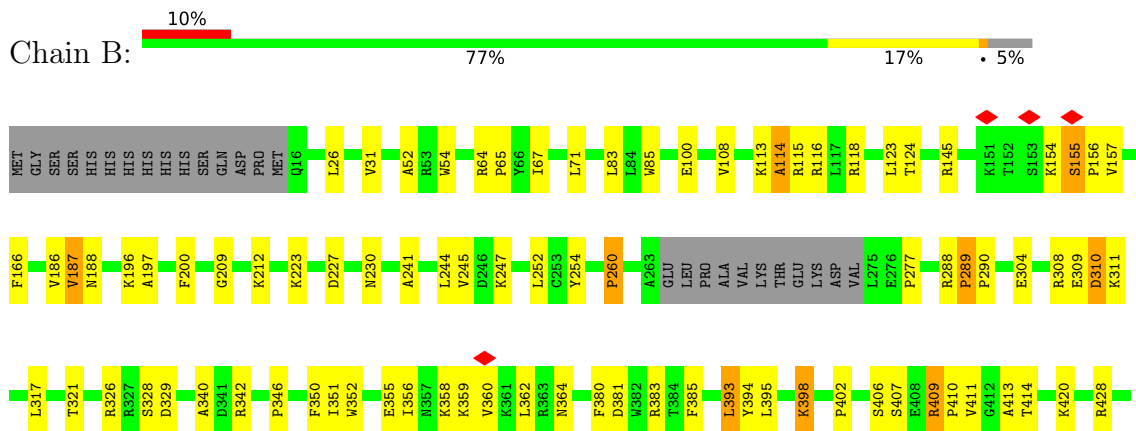 10%
Chain B:
77% 17% • 5%
MET GLY SER SER HIS HIS HIS HIS HIS HIS SER GLN ASP PRO MET Q16 L26 V31 A52 R53 W54 R64 P65 Y66 I67 L71 L83 L84 W85 E100 V108 K113 A114 R115 R116 L117 R118 L123 T124 R145 K151 T152 S153 K154 S155 P156 V157
F166 V186 V187 N188 K196 A197 F200 G209 K212 K223 D227 N230 A241 L244 V245 D246 K247 L252 C253 Y254 P260 A263 GLU LEU PRO ALA VAL LYS THR GLU LYS ASP VAL L275 E276 P277 R288 P289 P290 E304 R308 E309 D310 K311
L317 T321 R326 R327 S328 D329 A340 D341 R342 P346 F350 I351 W352 E355 I356 N357 K358 K359 V360 K361 L362 R363 N364 F380 D381 W382 R383 T384 F385 L393 Y394 L395 K398 P402 S406 S407 E408 R409 P410 V411 G412 A413 T414 K420 R428